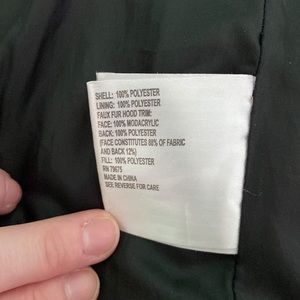 SHELL: 100% POLYESTER
LINING: 100% POLYESTER
FAUX FUR HOOD TRIM:
FACE: 100% MODACRYLIC
BACK: 100% POLYESTER
(FACE CONSTITUTES 88% OF FABRIC
AND BACK 12%)
FILL: 100% POLYESTER
RN 79675
MADE IN CHINA
SEE REVERSE FOR CARE